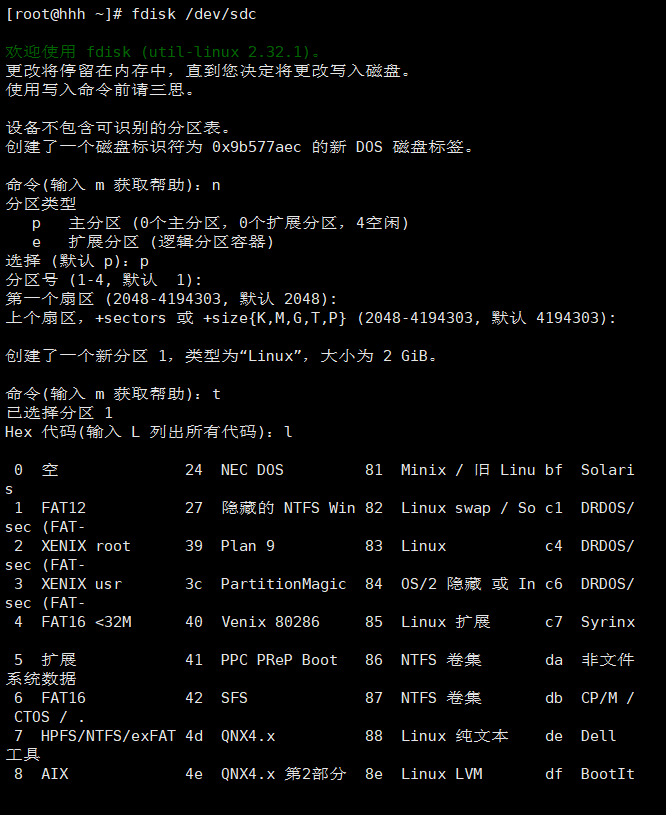 [root@hhh ~]# fdisk /dev/sdc
欢迎使用 fdisk (util-linux 2.32.1)。
更改将停留在内存中，直到您决定将更改写入磁盘。
使用写入命令前请三思。
设备不包含可识别的分区表。
创建了一个磁盘标识符为 0x9b577aec 的新 DOS 磁盘标签。
命令(输入 m 获取帮助)：n
分区类型
   p   主分区 (0个主分区，0个扩展分区，4空闲)
   e   扩展分区 (逻辑分区容器)
选择 (默认 p)：p
分区号 (1-4, 默认  1):
第一个扇区 (2048-4194303, 默认 2048):
上个扇区，+sectors 或 +size{K,M,G,T,P} (2048-4194303, 默认 4194303):
创建了一个新分区 1，类型为“Linux”，大小为 2 GiB。
命令(输入 m 获取帮助)：t
已选择分区 1
Hex 代码(输入 L 列出所有代码)：l
 0  空              24  NEC DOS         81  Minix / 旧 Linu bf  Solari
s
 1  FAT12           27  隐藏的 NTFS Win 82  Linux swap / So c1  DRDOS/
sec (FAT-
 2  XENIX root      39  Plan 9          83  Linux           c4  DRDOS/
sec (FAT-
 3  XENIX usr       3c  PartitionMagic  84  OS/2 隐藏 或 In c6  DRDOS/
sec (FAT-
 4  FAT16 <32M      40  Venix 80286     85  Linux 扩展      c7  Syrinx
 5  扩展            41  PPC PReP Boot   86  NTFS 卷集       da  非文件
系统数据
 6  FAT16           42  SFS             87  NTFS 卷集       db  CP/M /
 CTOS / .
 7  HPFS/NTFS/exFAT 4d  QNX4.x          88  Linux 纯文本    de  Dell
工具
 8  AIX             4e  QNX4.x 第2部分  8e  Linux LVM       df  BootIt